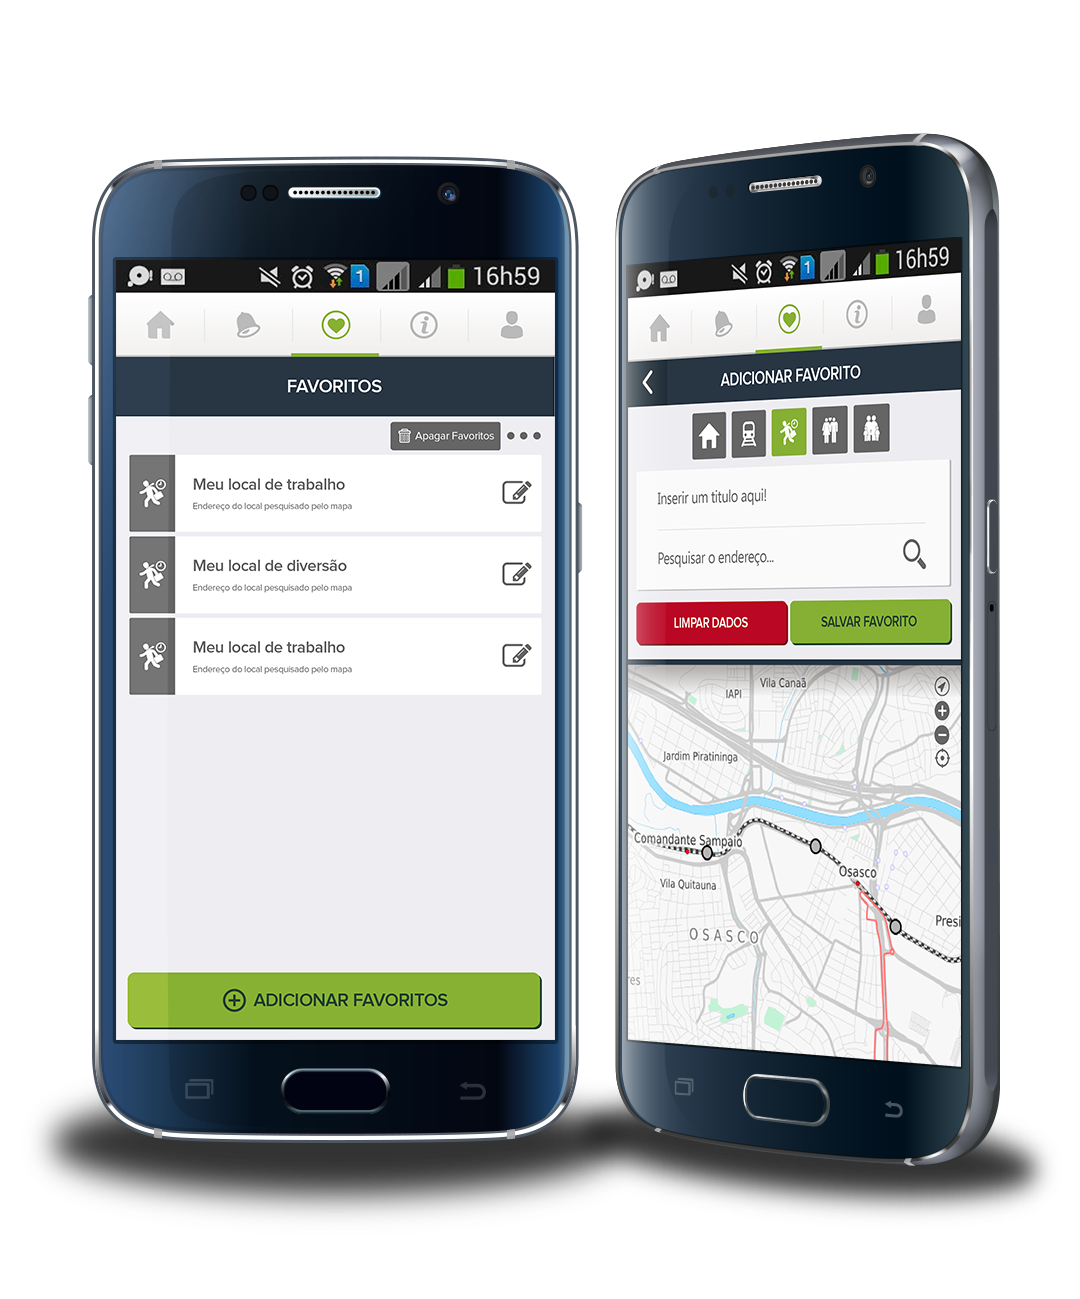 16h59
FAVORITOS
Apagar Favoritos
Meu local de trabalho
Endereço do local pesquisado pelo mapa
Meu local de diversão
Endereço do local pesquisado pelo mapa
Meu local de trabalho
Endereço do local pesquisado pelo mapa
ADICIONAR FAVORITOS
16h59
ADICIONAR FAVORITO
Inserir um titulo aqui!
Pesquisar o endereço...
LIMPAR DADOS
SALVAR FAVORITO
Vila Canaã
IAPI
Jardim Piratininga
Comandante Sampaio
Osasco
Vila Quitauna
Presi
OSASCO
res